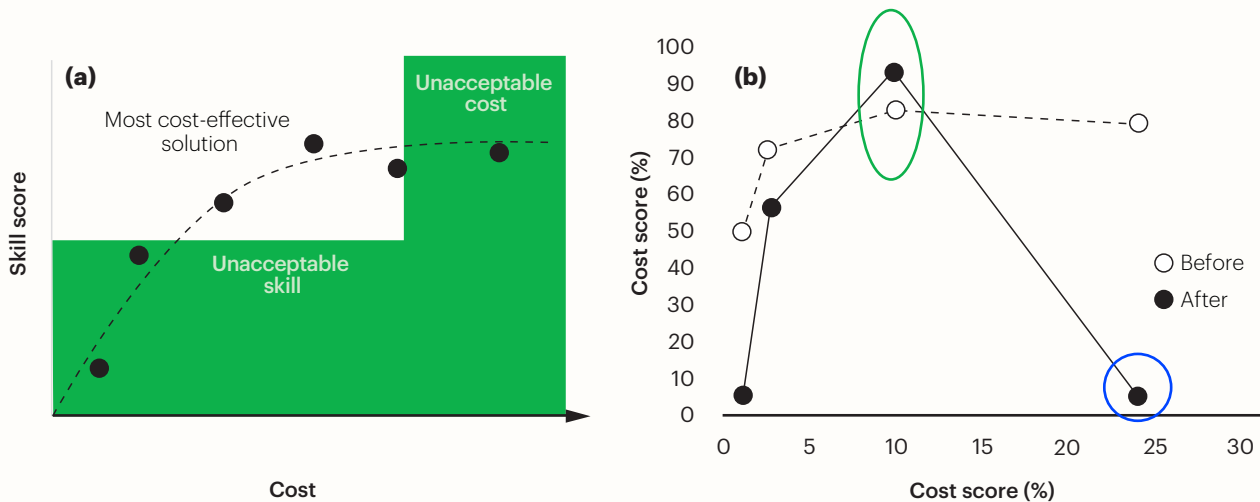 (a)
Skill score
Most cost-effective
solution
Unacceptable
cost
Unacceptable
skill
Cost
(b)
Cost score (%)
100
90
80
70
60
50
40
30
20
10
0
0
5
10
15
20
25
30
Cost score (%)
Before
After